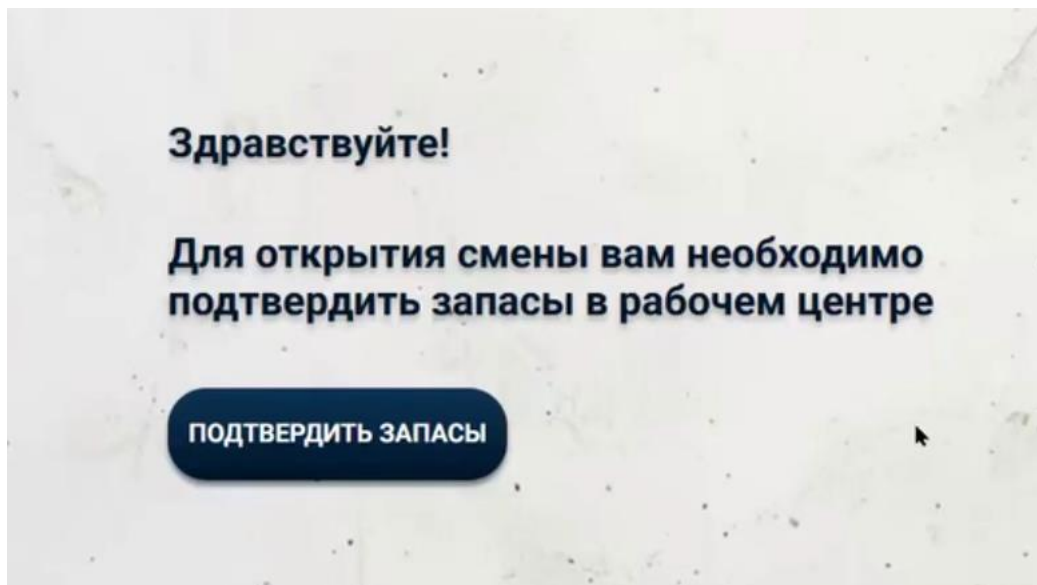 Здравствуйте!
Для открытия смены вам необходимо
подтвердить запасы в рабочем центре
ПОДТВЕРДИТЬ ЗАПАСЫ